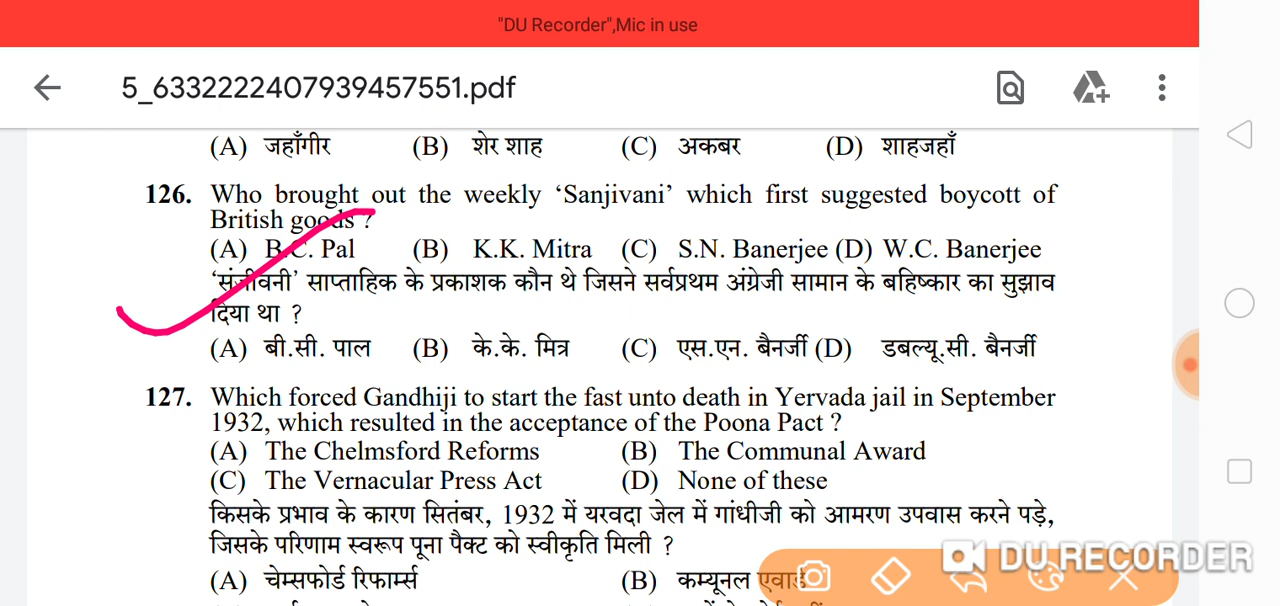 "DU Recorder",Mic in use
5_6332222407939457551.pdf
(A) जहाँगीर (B) शेर शाह (C) अकबर (D) शाहजहाँ
126. Who brought out the weekly ‘Sanjivani’ which first suggested boycott of
British goods ?
(A) B.C. Pal (B) K.K. Mitra (C) S.N. Banerjee (D) W.C. Banerjee
‘संजीवनी’ साप्ताहिक के प्रकाशक कौन थे जिसने सर्वप्रथम अंग्रेजी सामान के बहिष्कार का सुझाव
दिया था ?
(A) बी.सी. पाल (B) के.के. मित्र (C) एस.एन. बैनर्जी (D) डबल्यू.सी. बैनर्जी
127. Which forced Gandhiji to start the fast unto death in Yervada jail in September
1932, which resulted in the acceptance of the Poona Pact ?
(A) The Chelmsford Reforms (B) The Communal Award
(C) The Vernacular Press Act (D) None of these
किसके प्रभाव के कारण सितंबर, 1932 में यरवदा जेल में गांधीजी को आमरण उपवास करने पड़े,
जिसके परिणाम स्वरूप पूना पैक्ट को स्वीकृति मिली ?
DU RECORDER
(A) चेम्सफोर्ड रिफार्म्स (B) कम्यूनल एवार्ड